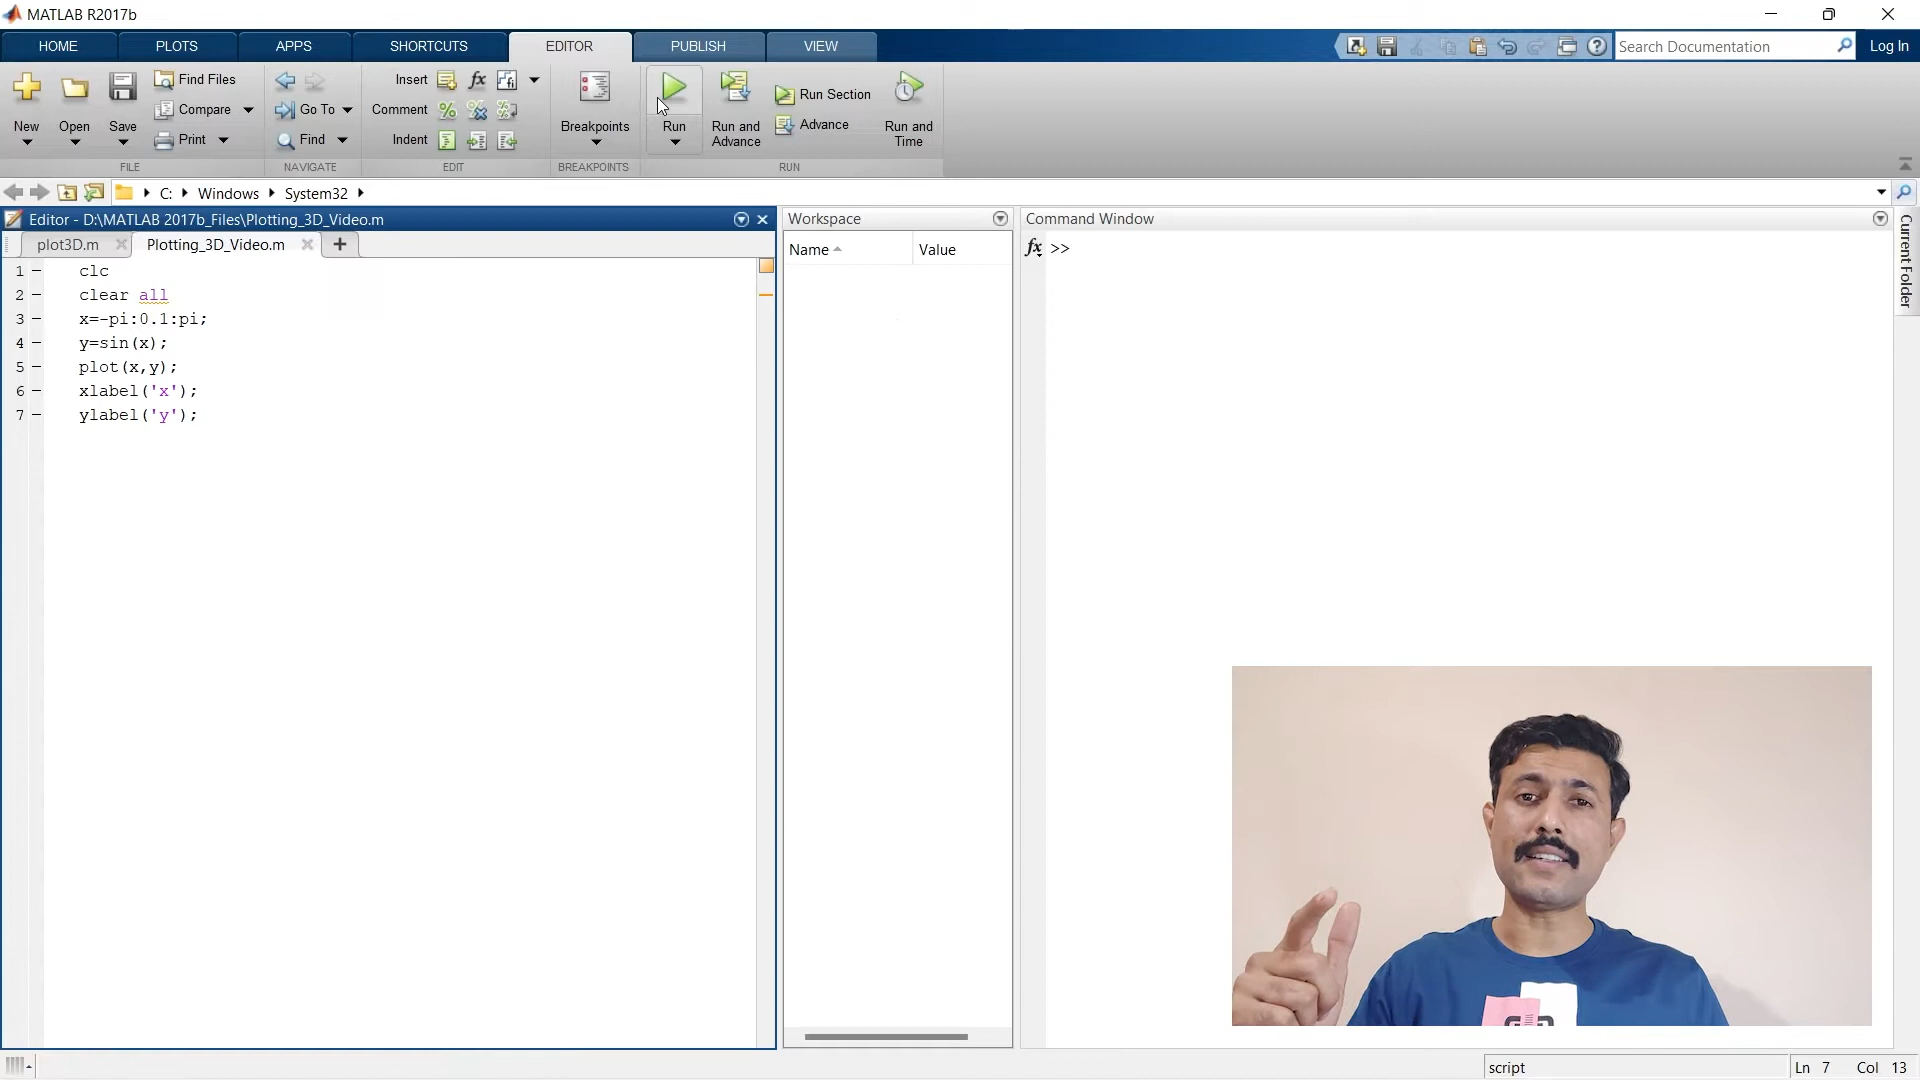 MATLAB R2017b
HOME PLOTS APPS SHORTCUTS EDITOR PUBLISH VIEW Search Documentation Log In
New Open Save Find Files Compare Print
FILE
Go To Find
NAVIGATE
Insert fx
Comment % % %
Indent
EDIT
Breakpoints
BREAKPOINTS
Run Run and Advance Run Section Advance Run and Time
RUN
C: Windows System32
Editor - D:\MATLAB 2017b_Files\Plotting_3D_Video.m
plot3D.m Plotting_3D_Video.m +
1 - clc
2 - clear all
3 - x=-pi:0.1:pi;
4 - y=sin(x);
5 - plot(x,y);
6 - xlabel('x');
7 - ylabel('y');
Workspace
Name Value
Command Window
fx >>
Current Folder
script Ln 7 Col 13